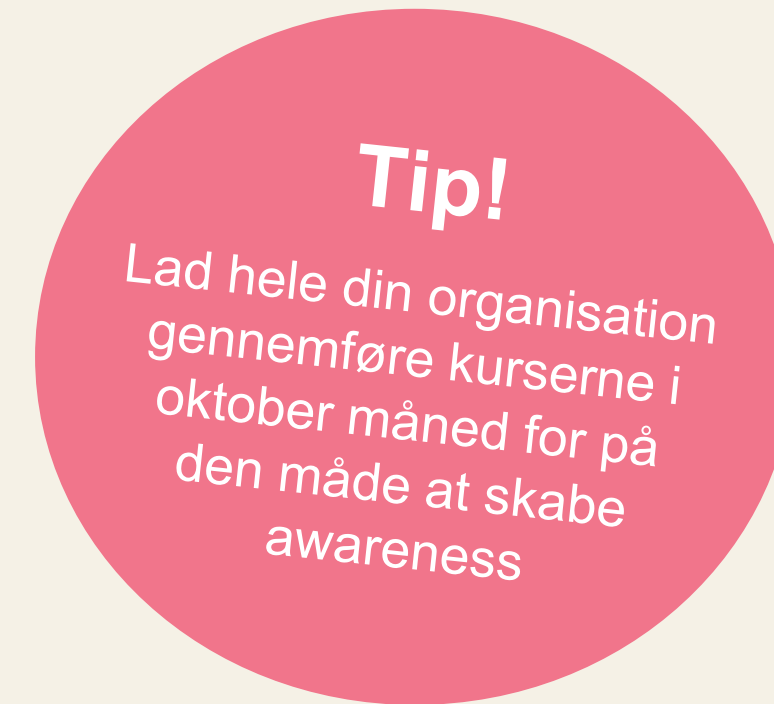 Tip!
Lad hele din organisation
gennemføre kurserne i
oktober måned for på
den måde at skabe
awareness